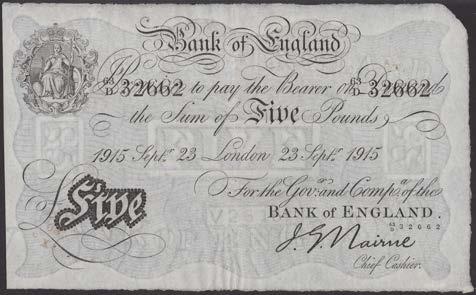 Bank of England
63/D 32662 to pay the Bearer on 63/D 32662
the Sum of Five Pounds
1915 Septr. 23 London 23 Septr. 1915
For the Govr. and Compa. of the
BANK OF ENGLAND.
Five
63/D 32662
J. G. Nairne
Chief Cashier.